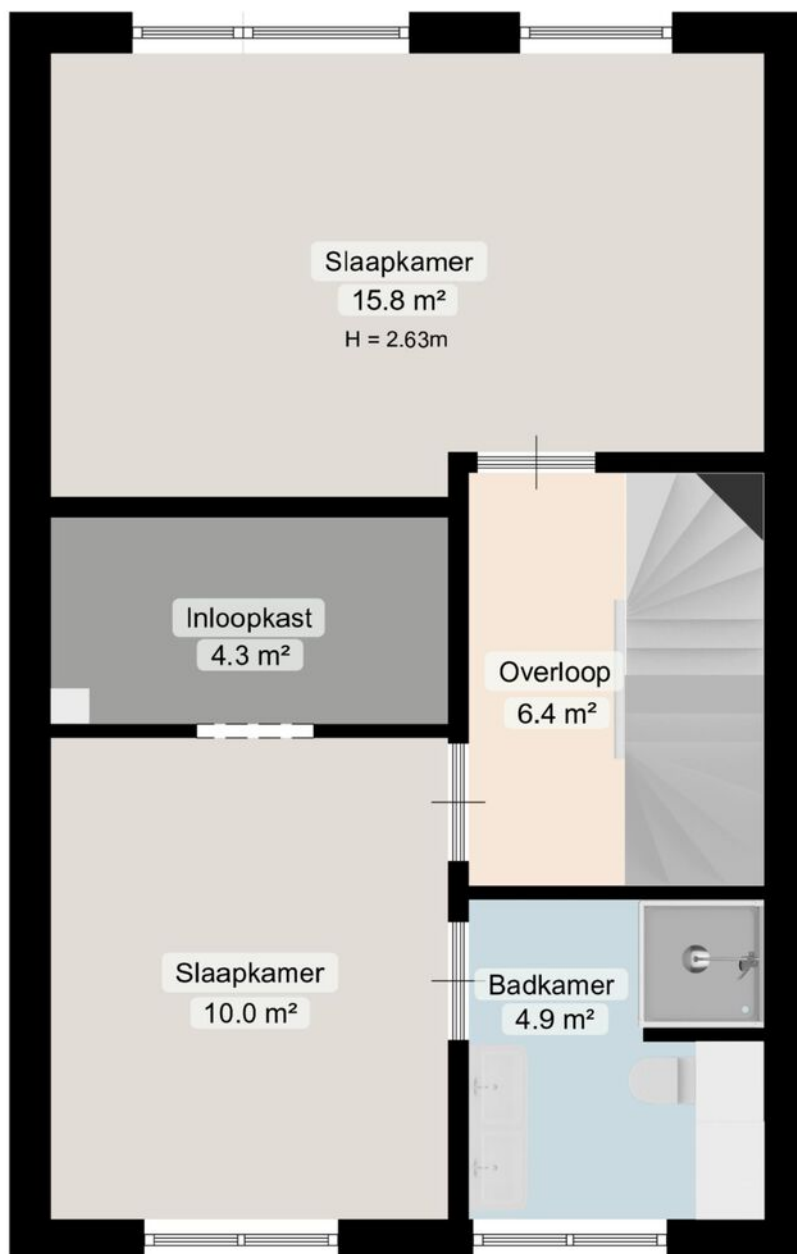 Slaapkamer
15.8 m²
H = 2.63m
Inloopkast
4.3 m²
Overloop
6.4 m²
Slaapkamer
10.0 m²
Badkamer
4.9 m²